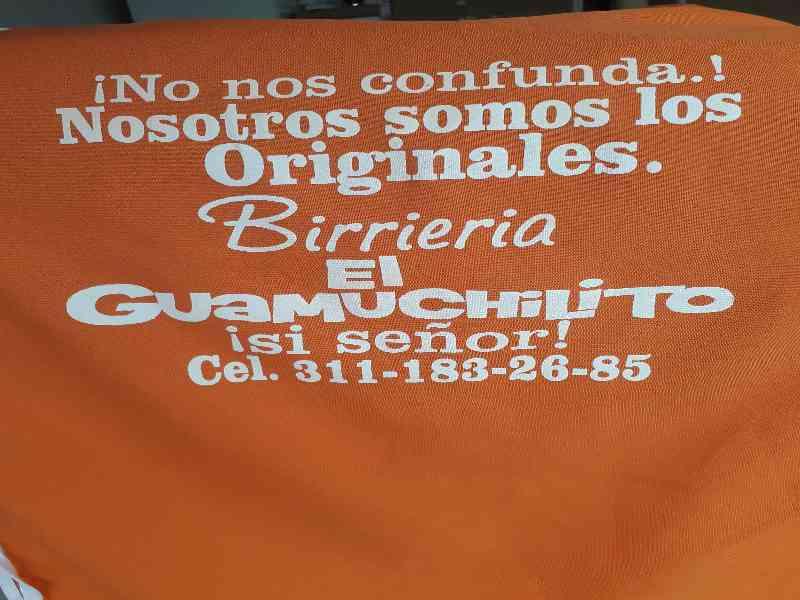 ¡No nos confunda.!
Nosotros somos los
Originales.
Birrieria
El
GuamuchiLiTo
¡si señor!
Cel. 311-183-26-85